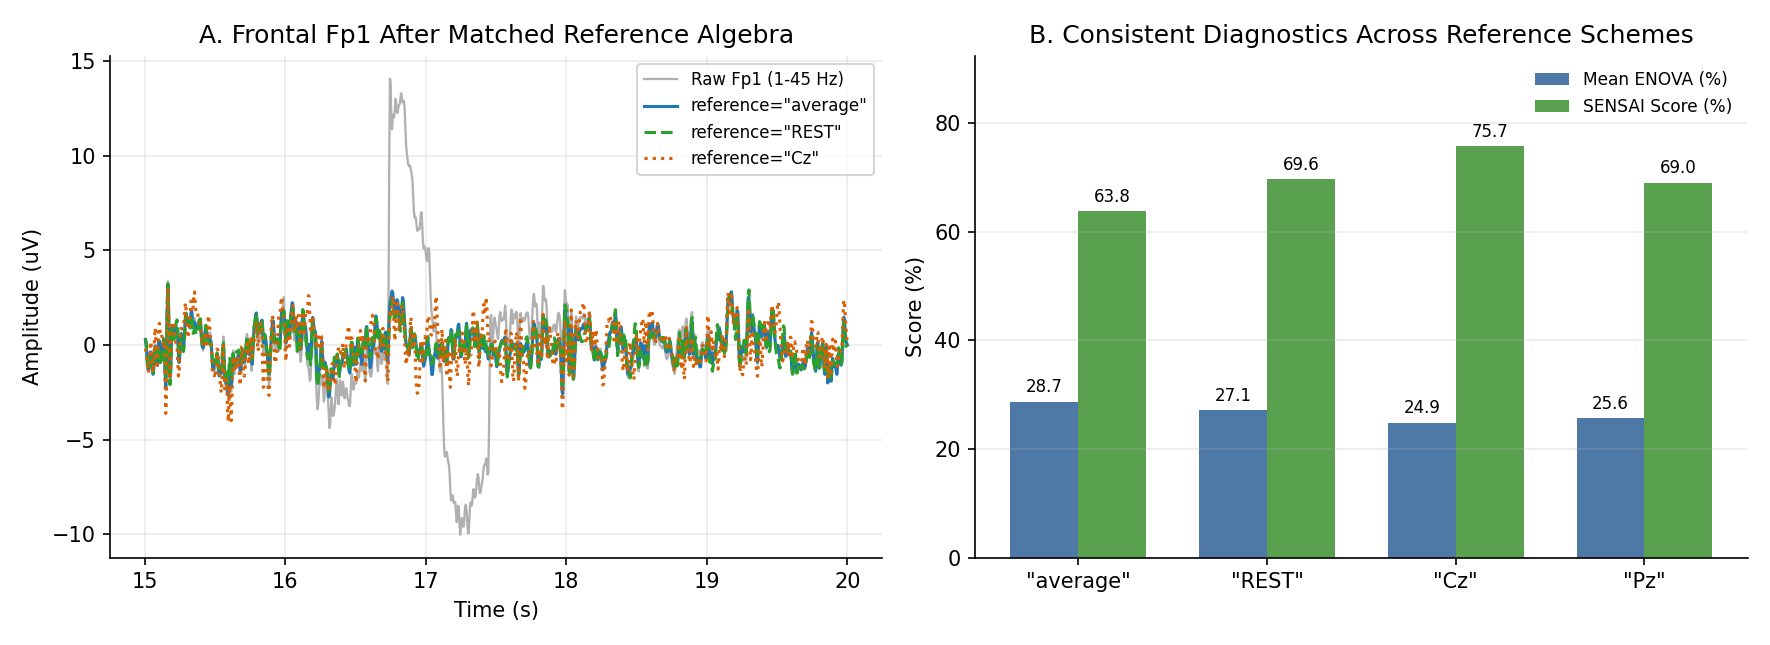 A. Frontal Fp1 After Matched Reference Algebra
Amplitude (uV)
15
10
5
0
−5
−10
Raw Fp1 (1-45 Hz)
reference="average"
reference="REST"
reference="Cz"
15
16
17
18
19
20
Time (s)
B. Consistent Diagnostics Across Reference Schemes
Score (%)
80
60
40
20
0
Mean ENOVA (%)
SENSAI Score (%)
28.7
63.8
27.1
69.6
24.9
75.7
25.6
69.0
"average"
"REST"
"Cz"
"Pz"